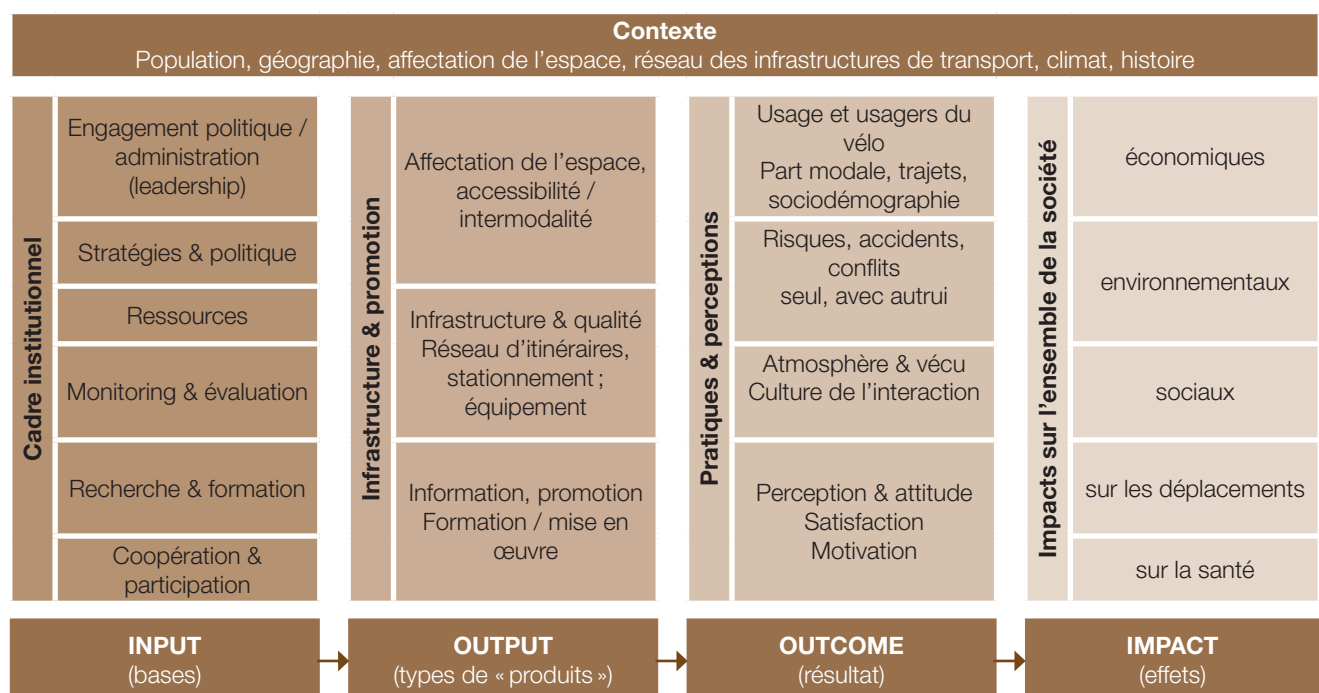 Contexte
Population, géographie, affectation de l’espace, réseau des infrastructures de transport, climat, histoire
Cadre institutionnel
Engagement politique /
administration
(leadership)
Stratégies & politique
Ressources
Monitoring & évaluation
Recherche & formation
Coopération &
participation
Infrastructure & promotion
Affectation de l’espace,
accessibilité /
intermodalité
Infrastructure & qualité
Réseau d’itinéraires,
stationnement ;
équipement
Information, promotion
Formation / mise en
œuvre
Pratiques & perceptions
Usage et usagers du
vélo
Part modale, trajets,
sociodémographie
Risques, accidents,
conflits
seul, avec autrui
Atmosphère & vécu
Culture de l’interaction
Perception & attitude
Satisfaction
Motivation
Impacts sur l’ensemble de la société
économiques
environnementaux
sociaux
sur les déplacements
sur la santé
INPUT
(bases)
OUTPUT
(types de « produits »)
OUTCOME
(résultat)
IMPACT
(effets)